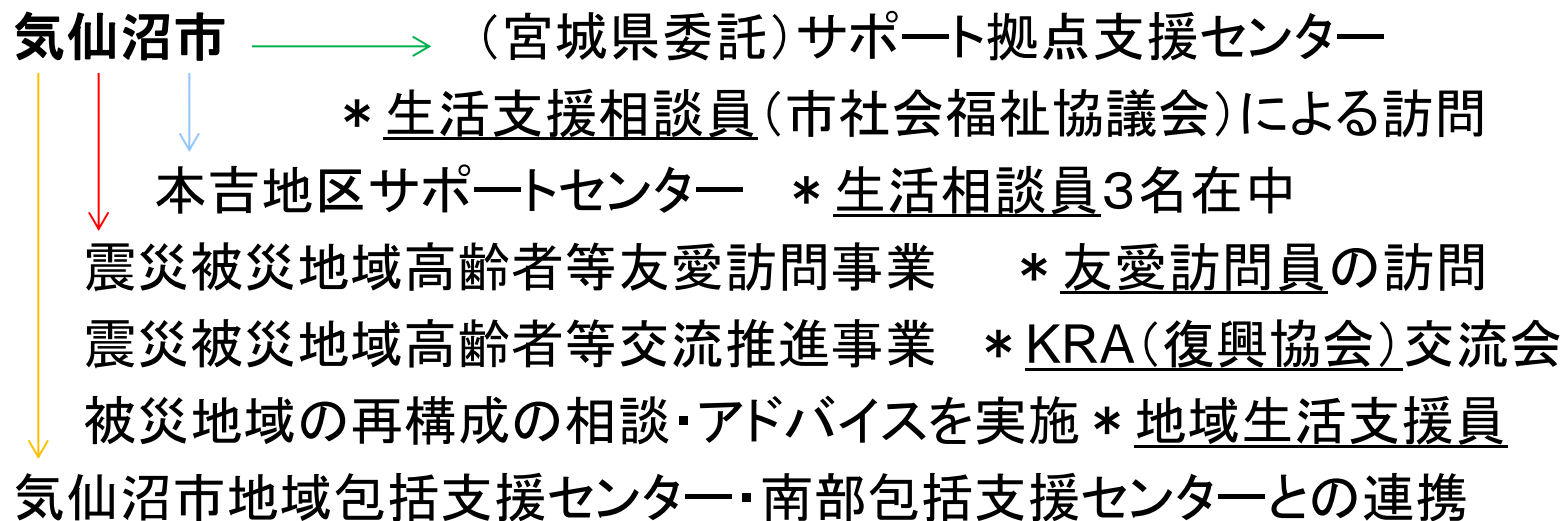 気仙沼市 （宮城県委託）サポート拠点支援センター
＊生活支援相談員（市社会福祉協議会）による訪問
本吉地区サポートセンター ＊生活相談員３名在中
震災被災地域高齢者等友愛訪問事業 ＊友愛訪問員の訪問
震災被災地域高齢者等交流推進事業 ＊KRA（復興協会）交流会
被災地域の再構成の相談・アドバイスを実施＊地域生活支援員
気仙沼市地域包括支援センター・南部包括支援センターとの連携